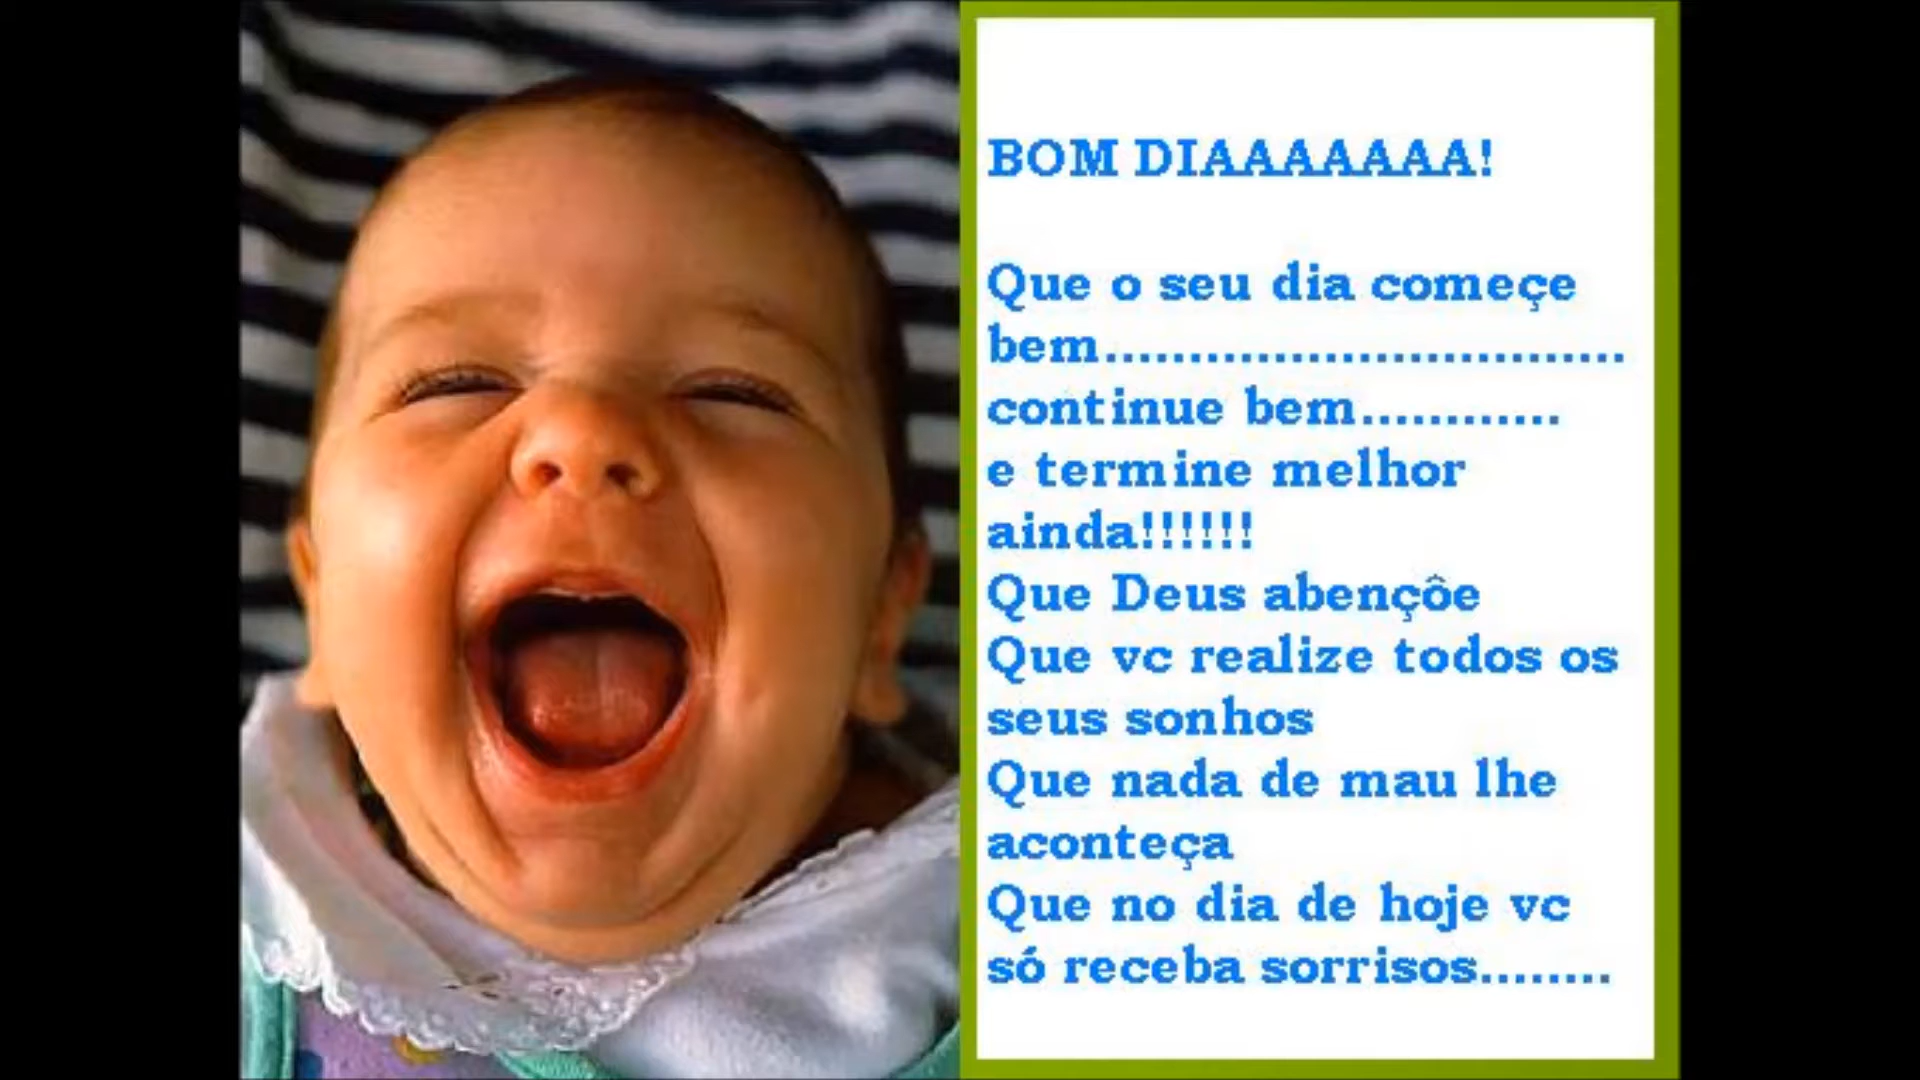 BOM DIAAAAAAA!
Que o seu dia começe
bem...............................
continue bem............
e termine melhor
ainda!!!!!!
Que Deus abençôe
Que vc realize todos os
seus sonhos
Que nada de mau lhe
aconteça
Que no dia de hoje vc
só receba sorrisos........